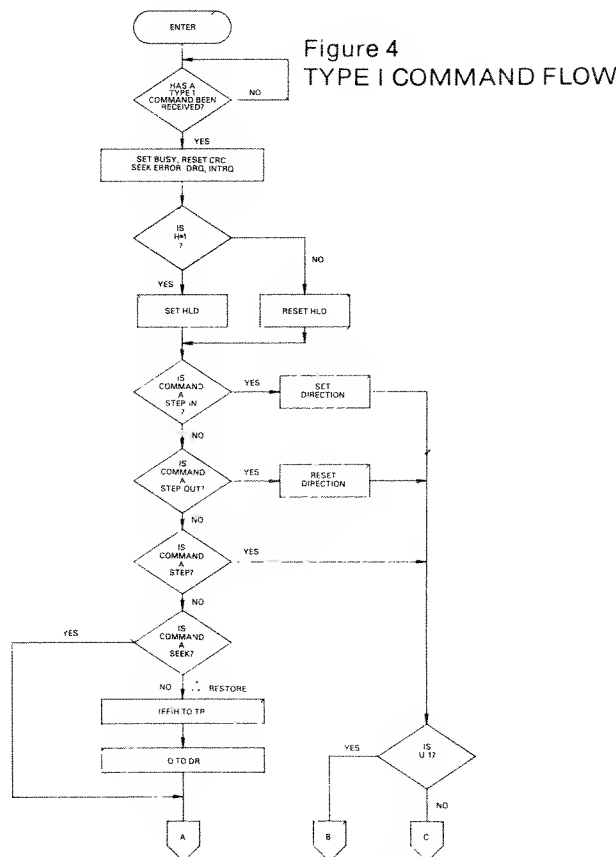 ENTER
Figure 4
TYPE I COMMAND FLOW
HAS A
TYPE I
COMMAND BEEN
RECEIVED?
NO
YES
SET BUSY, RESET CRC
SEEK ERROR DRQ, INTRQ
IS
H=1
?
NO
YES
SET HLD
RESET HLD
IS
COMMAND
A
STEP IN
?
YES
SET
DIRECTION
NO
IS
COMMAND
A
STEP OUT?
YES
RESET
DIRECTION
NO
IS
COMMAND
A
STEP?
YES
NO
IS
COMMAND
A
SEEK?
YES
NO ∴ RESTORE
TO TR
0 TO DR
IS
U 1?
YES
NO
A
B
C